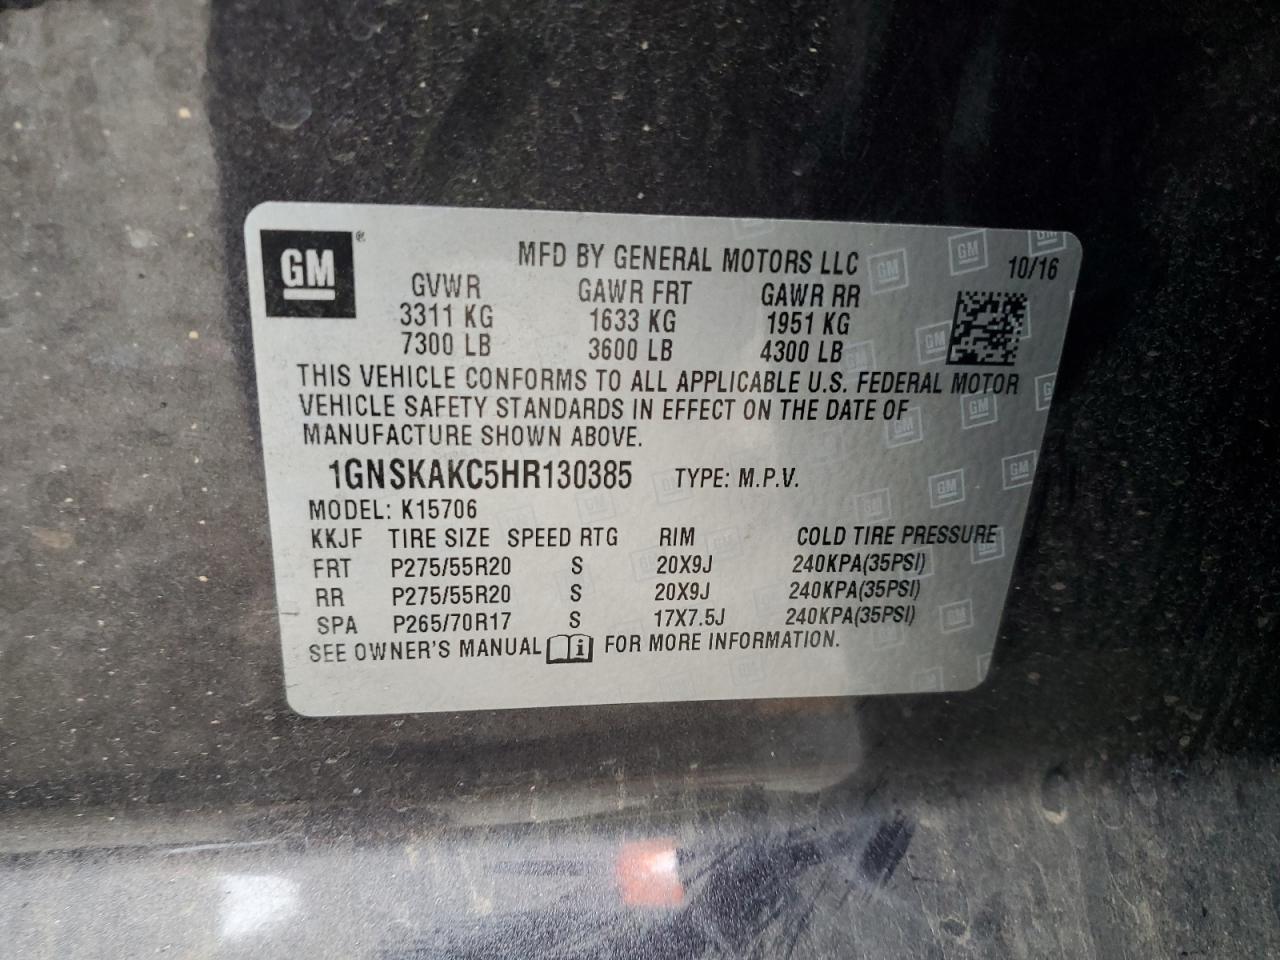 GM®
MFD BY GENERAL MOTORS LLC
10/16
GVWR GAWR FRT GAWR RR
3311 KG 1633 KG 1951 KG
7300 LB 3600 LB 4300 LB
THIS VEHICLE CONFORMS TO ALL APPLICABLE U.S. FEDERAL MOTOR
VEHICLE SAFETY STANDARDS IN EFFECT ON THE DATE OF
MANUFACTURE SHOWN ABOVE.
1GNSKAKC5HR130385 TYPE: M.P.V.
MODEL: K15706
KKJF TIRE SIZE SPEED RTG RIM COLD TIRE PRESSURE
FRT P275/55R20 S 20X9J 240KPA(35PSI)
RR P275/55R20 S 20X9J 240KPA(35PSI)
SPA P265/70R17 S 17X7.5J 240KPA(35PSI)
SEE OWNER'S MANUAL i FOR MORE INFORMATION.